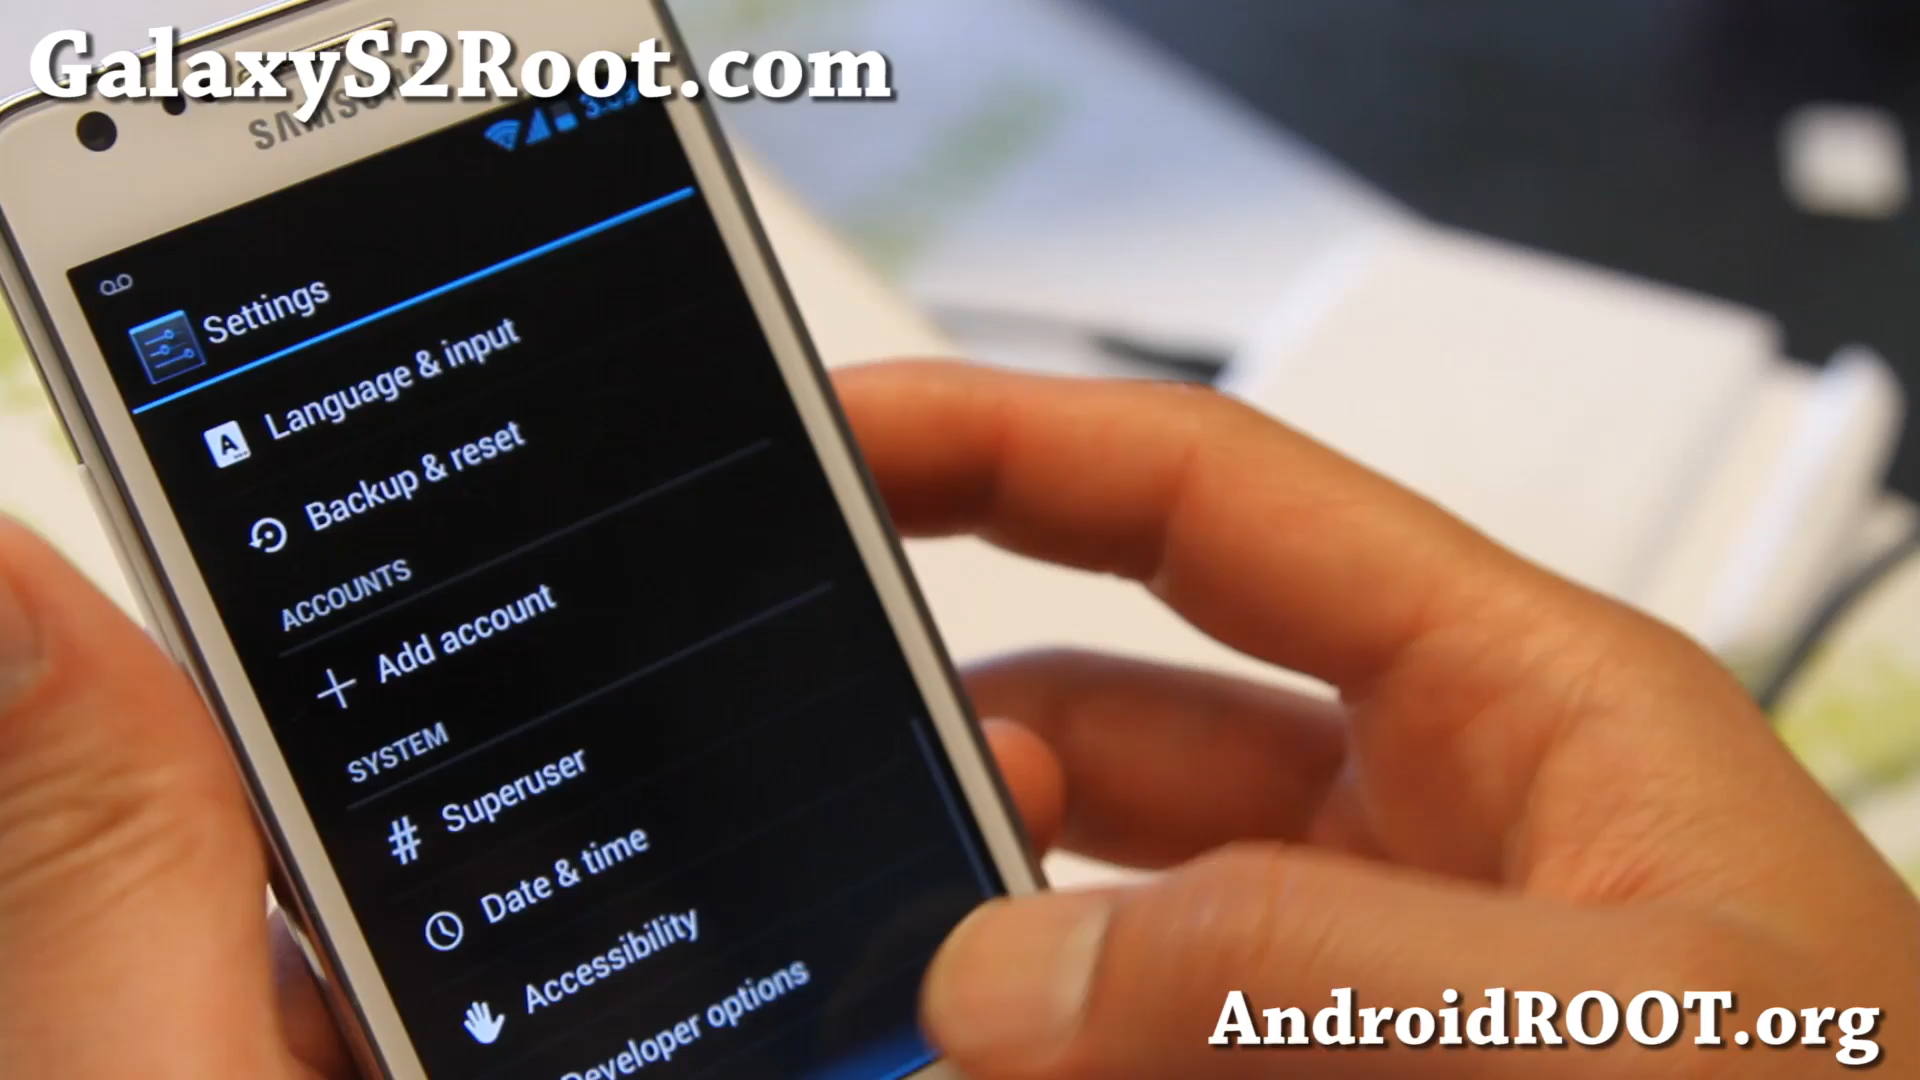 GalaxyS2Root.com
SAMSUNG
Settings
Language & input
Backup & reset
ACCOUNTS
+ Add account
SYSTEM
# Superuser
Date & time
Accessibility
Developer options
AndroidROOT.org